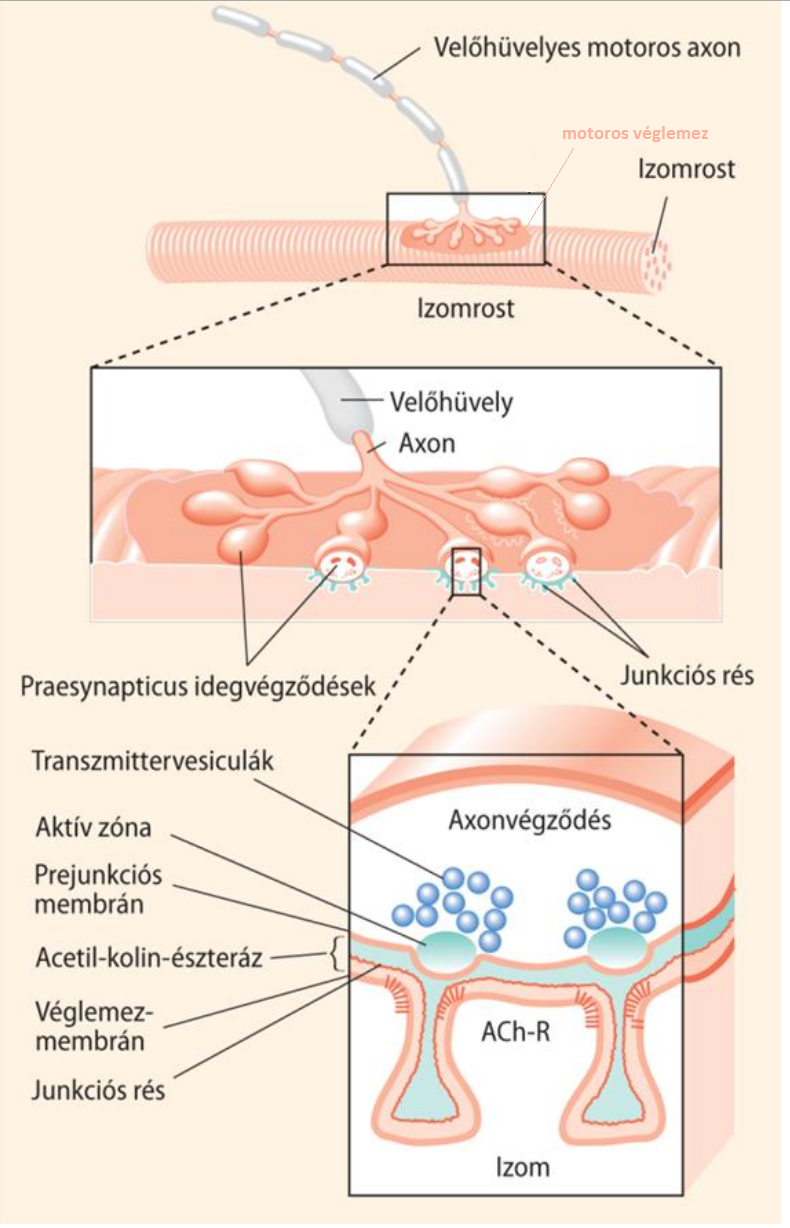 Velőhüvelyes motoros axon
motoros véglemez
Izomrost
Izomrost
Velőhüvely
Axon
Junkciós rés
Praesynapticus idegvégződések
Transzmittervesiculák
Axonvégződés
Aktív zóna
Prejunkciós
membrán
Acetil-kolin-észteráz
Véglemez-
membrán
ACh-R
Junkciós rés
Izom